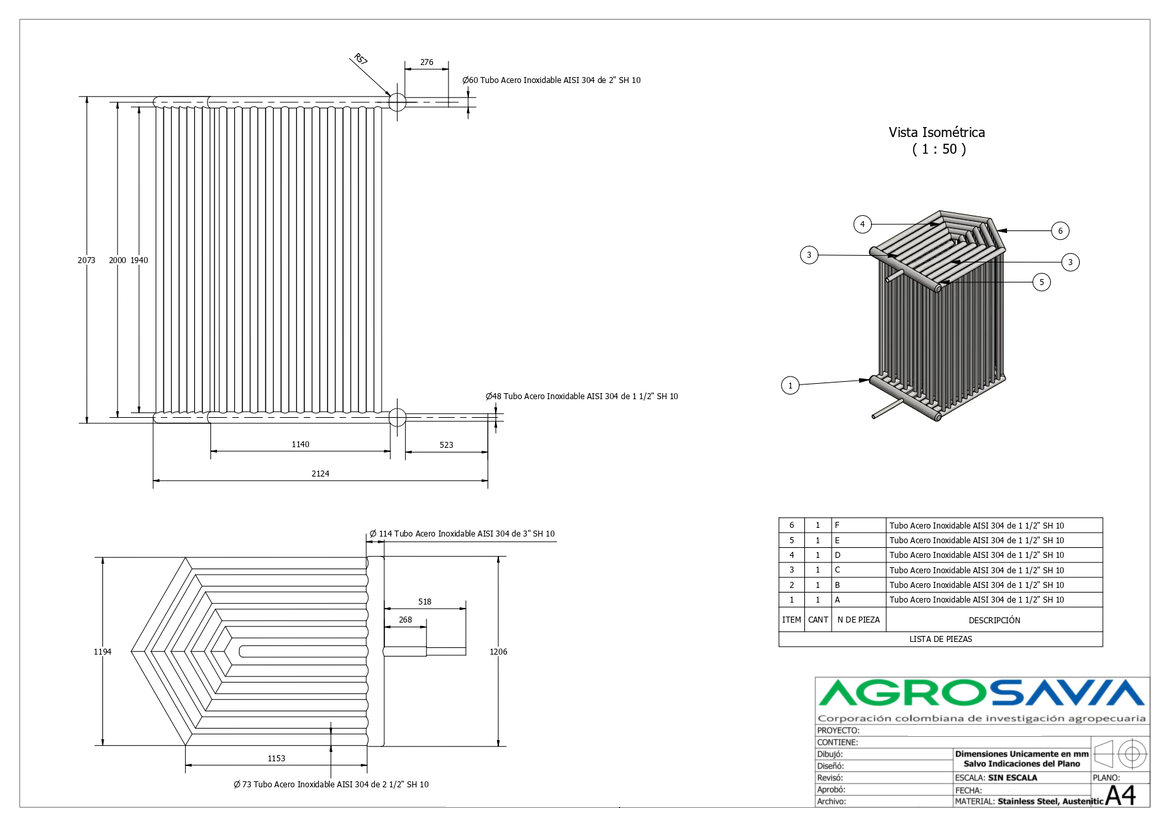 R57
276
Ø60 Tubo Acero Inoxidable AISI 304 de 2" SH 10
2073
2000
1940
Ø48 Tubo Acero Inoxidable AISI 304 de 1 1/2" SH 10
1140
523
2124
Vista Isométrica
( 1 : 50 )
4
6
3
3
5
1
Ø 114 Tubo Acero Inoxidable AISI 304 de 3" SH 10
518
268
1194
1206
1153
Ø 73 Tubo Acero Inoxidable AISI 304 de 2 1/2" SH 10
6 1 F Tubo Acero Inoxidable AISI 304 de 1 1/2" SH 10
5 1 E Tubo Acero Inoxidable AISI 304 de 1 1/2" SH 10
4 1 D Tubo Acero Inoxidable AISI 304 de 1 1/2" SH 10
3 1 C Tubo Acero Inoxidable AISI 304 de 1 1/2" SH 10
2 1 B Tubo Acero Inoxidable AISI 304 de 1 1/2" SH 10
1 1 A Tubo Acero Inoxidable AISI 304 de 1 1/2" SH 10
ITEM CANT N DE PIEZA DESCRIPCIÓN
LISTA DE PIEZAS
AGROSAVIA
Corporación colombiana de investigación agropecuaria
PROYECTO:
CONTIENE:
Dibujó:
Diseñó:
Revisó:
Aprobó:
Archivo:
Dimensiones Unicamente en mm
Salvo Indicaciones del Plano
ESCALA: SIN ESCALA
FECHA:
MATERIAL: Stainless Steel, Austenitic
PLANO:
A4